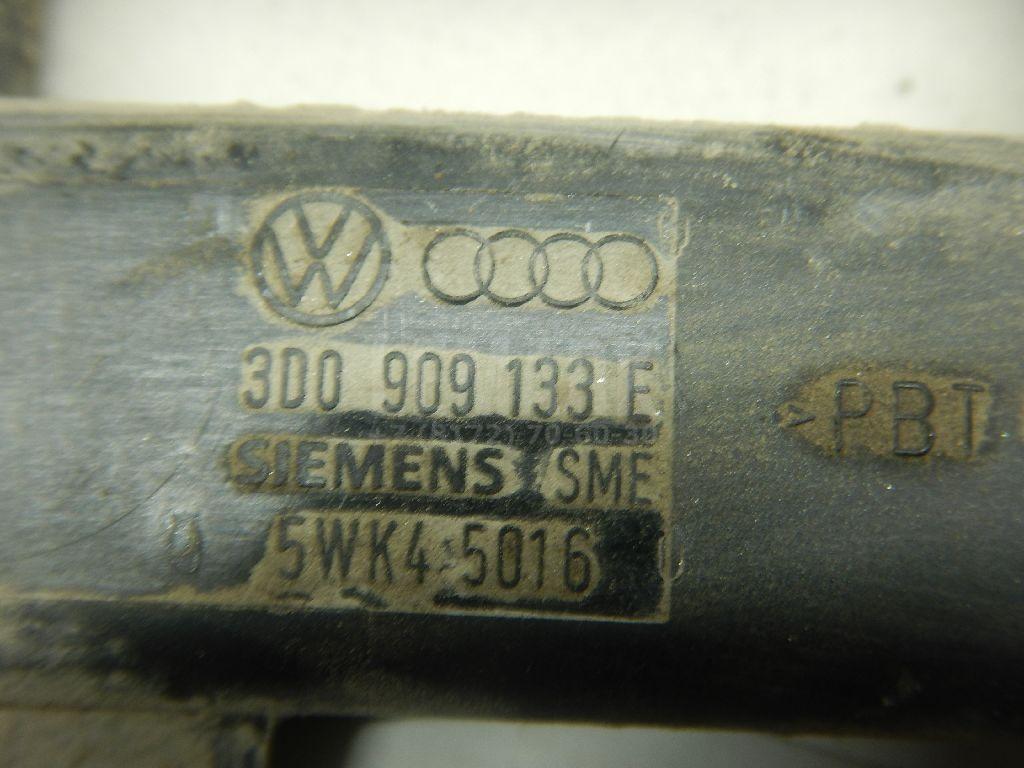 3D0 909 133 E
SIEMENS SME
5WK4 5016
>PBT